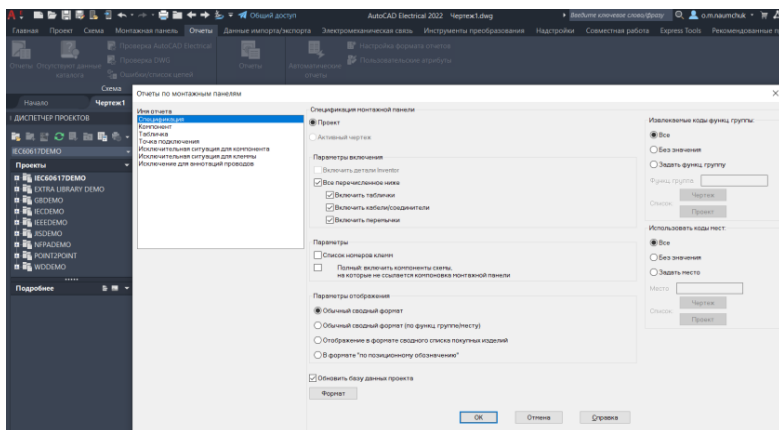 Общий доступ
AutoCAD Electrical 2022 Чертеж1.dwg
Введите ключевое слово/фразу
o.m.naumchuk
Главная Проект Схема Монтажная панель Отчеты Данные импорта/экспорта Электромеханическая связь Инструменты преобразования Надстройки Совместная работа Express Tools Рекомендованные п
Проверка AutoCAD Electrical
Проверка DWG
Ошибки/список цепей
Отчеты Отсутствуют данные каталога
Отчеты
Автоматические отчеты
Настройка формата отчетов
Пользовательские атрибуты
Схема
Начало Чертеж1
ДИСПЕТЧЕР ПРОЕКТОВ
IEC60617DEMO
Проекты
IEC60617DEMO
EXTRA LIBRARY DEMO
GBDEMO
IECDEMO
IEEEDEMO
JISDEMO
NFPADEMO
POINT2POINT
WDDEMO
Подробнее
Отчеты по монтажным панелям
Имя отчета
Спецификация
Компонент
Табличка
Точка подключения
Исключительная ситуация для компонента
Исключительная ситуация для клеммы
Исключение для аннотаций проводов
Спецификация монтажной панели
Проект
Активный чертеж
Параметры включения
Включить детали Inventor
Все перечисленное ниже
Включить таблички
Включить кабели/соединители
Включить перемычки
Параметры
Список номеров клемм
Полный: включить компоненты схемы,
на которые не ссылается компоновка монтажной панели
Параметры отображения
Обычный сводный формат
Обычный сводный формат (по функц. группе/месту)
Отображение в формате сводного списка покупных изделий
В формате "по позиционному обозначению"
Обновить базу данных проекта
Формат
OK Отмена Справка
Извлекаемые коды функц. группы:
Все
Без значения
Задать функц. группу
Функц. группа:
Список:
Чертеж
Проект
Использовать коды мест:
Все
Без значения
Задать место
Место
Список:
Чертеж
Проект